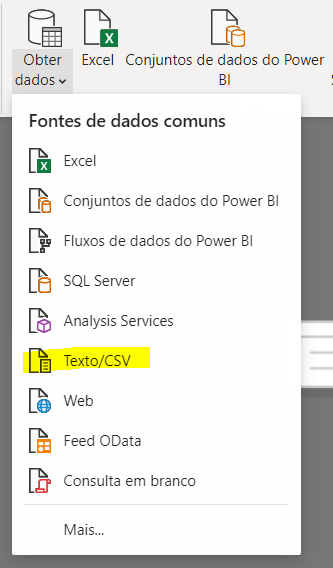 Obter
dados
Excel
Conjuntos de dados do Power
BI
Fontes de dados comuns
Excel
Conjuntos de dados do Power BI
Fluxos de dados do Power BI
SQL Server
Analysis Services
Texto/CSV
Web
Feed OData
Consulta em branco
Mais...